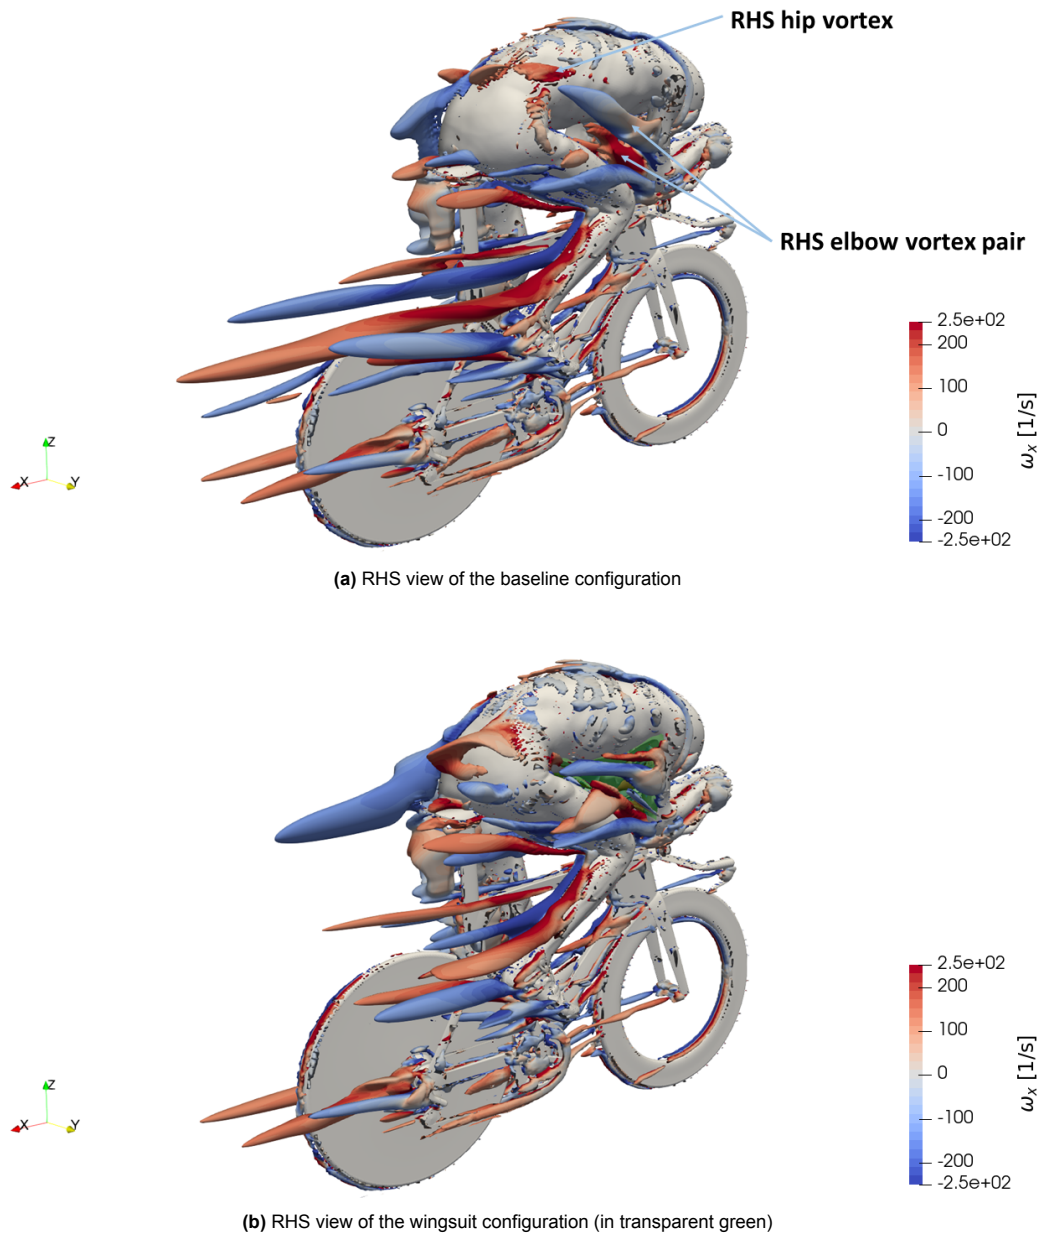 RHS hip vortex
RHS elbow vortex pair
2.5e+02
200
100
0
-100
-200
-2.5e+02
ωx [1/s]
Z
X
Y
(a) RHS view of the baseline configuration
2.5e+02
200
100
0
-100
-200
-2.5e+02
ωx [1/s]
Z
X
Y
(b) RHS view of the wingsuit configuration (in transparent green)